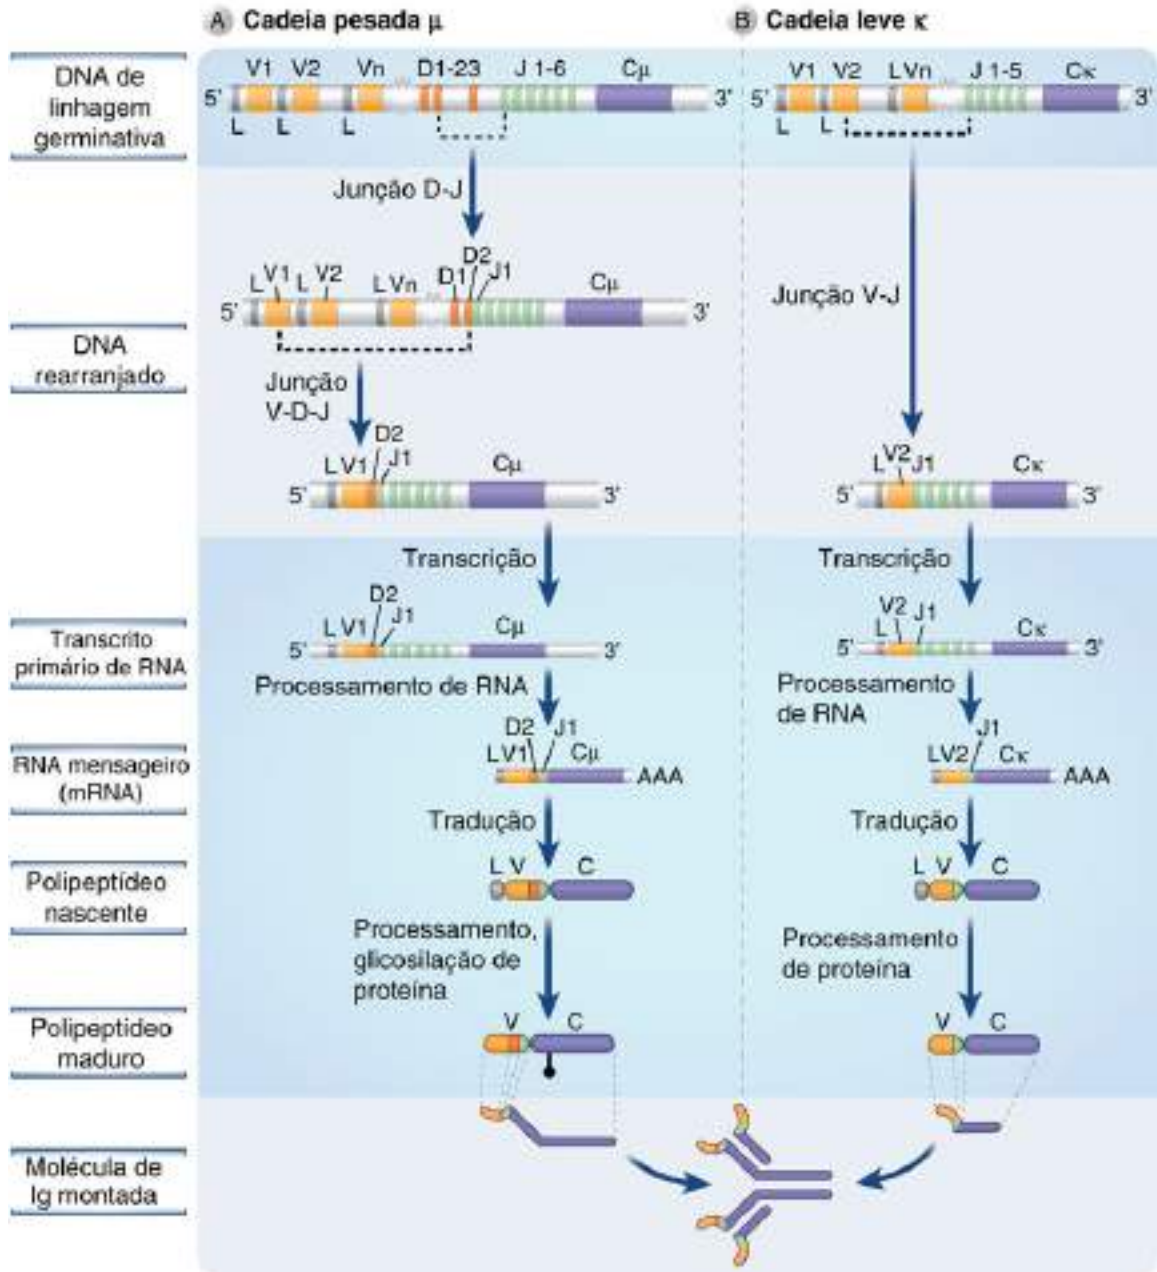 A Cadeia pesada μ
B Cadeia leve κ
DNA de
linhagem
germinativa
V1 V2 Vn D1-23 J 1-6 Cμ
5' 3'
L L L
V1 V2 L Vn J 1-5 Cκ
5' 3'
L L
Junção D-J
D2
L V1 L V2 L Vn D1 J1 Cμ
5' 3'
Junção V-J
DNA
rearranjado
Junção
V-D-J
D2
L V1 J1 Cμ
5' 3'
V2
L J1 Cκ
5' 3'
Transcrição
Transcrição
Transcrito
primário de RNA
D2
L V1 J1 Cμ
5' 3'
V2 J1
L Cκ
5' 3'
Processamento de RNA
Processamento
de RNA
RNA mensageiro
(mRNA)
D2 J1
L V1 Cμ
AAA
J1
L V2 Cκ
AAA
Tradução
Tradução
Polipeptídeo
nascente
L V C
L V C
Processamento,
glicosilação de
proteína
Processamento
de proteína
Polipeptídeo
maduro
V C
V C
Molécula de
Ig montada